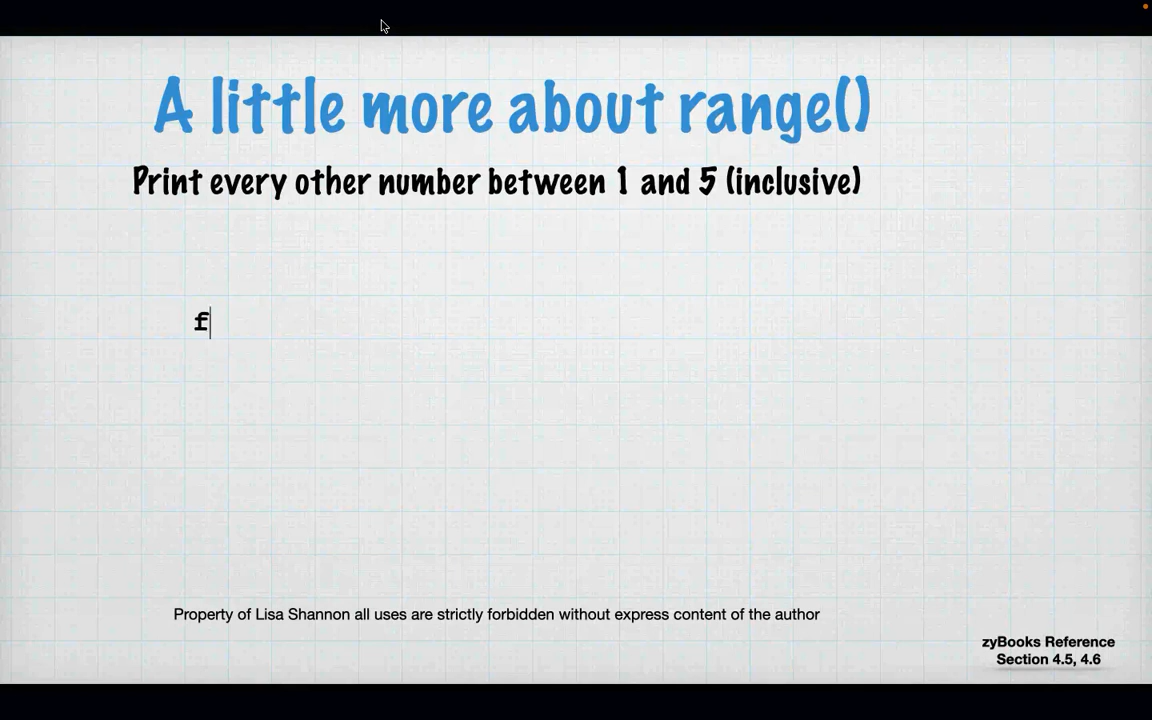 A little more about range()
Print every other number between 1 and 5 (inclusive)
f
Property of Lisa Shannon all uses are strictly forbidden without express content of the author
zyBooks Reference
Section 4.5, 4.6